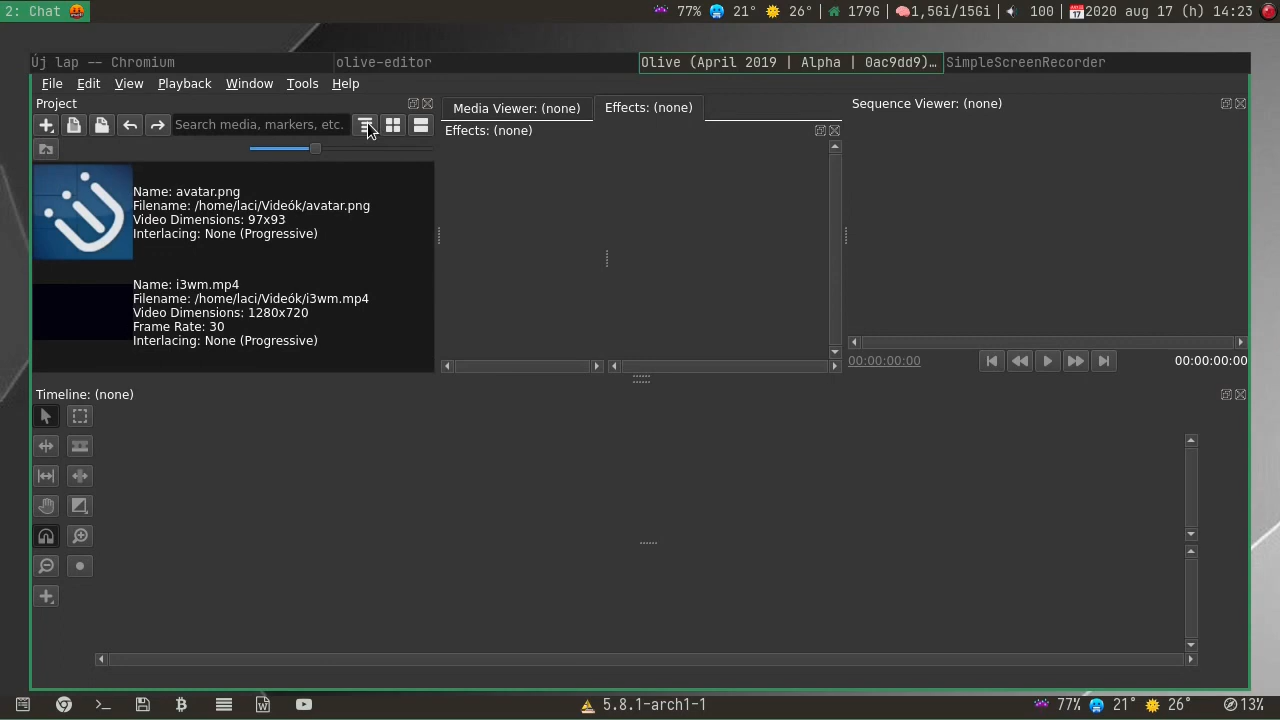 2: Chat 77% 21° 26° 179G 1,5Gi/15Gi 100 2020 aug 17 (h) 14:23
Új lap –– Chromium olive-editor Olive (April 2019 | Alpha | 0ac9dd9)… SimpleScreenRecorder
File Edit View Playback Window Tools Help
Project
Search media, markers, etc.
Name: avatar.png
Filename: /home/laci/Videók/avatar.png
Video Dimensions: 97x93
Interlacing: None (Progressive)
Name: i3wm.mp4
Filename: /home/laci/Videók/i3wm.mp4
Video Dimensions: 1280x720
Frame Rate: 30
Interlacing: None (Progressive)
Media Viewer: (none) Effects: (none)
Effects: (none)
Sequence Viewer: (none)
00:00:00:00 00:00:00:00
Timeline: (none)
5.8.1-arch1-1 77% 21° 26° 13%